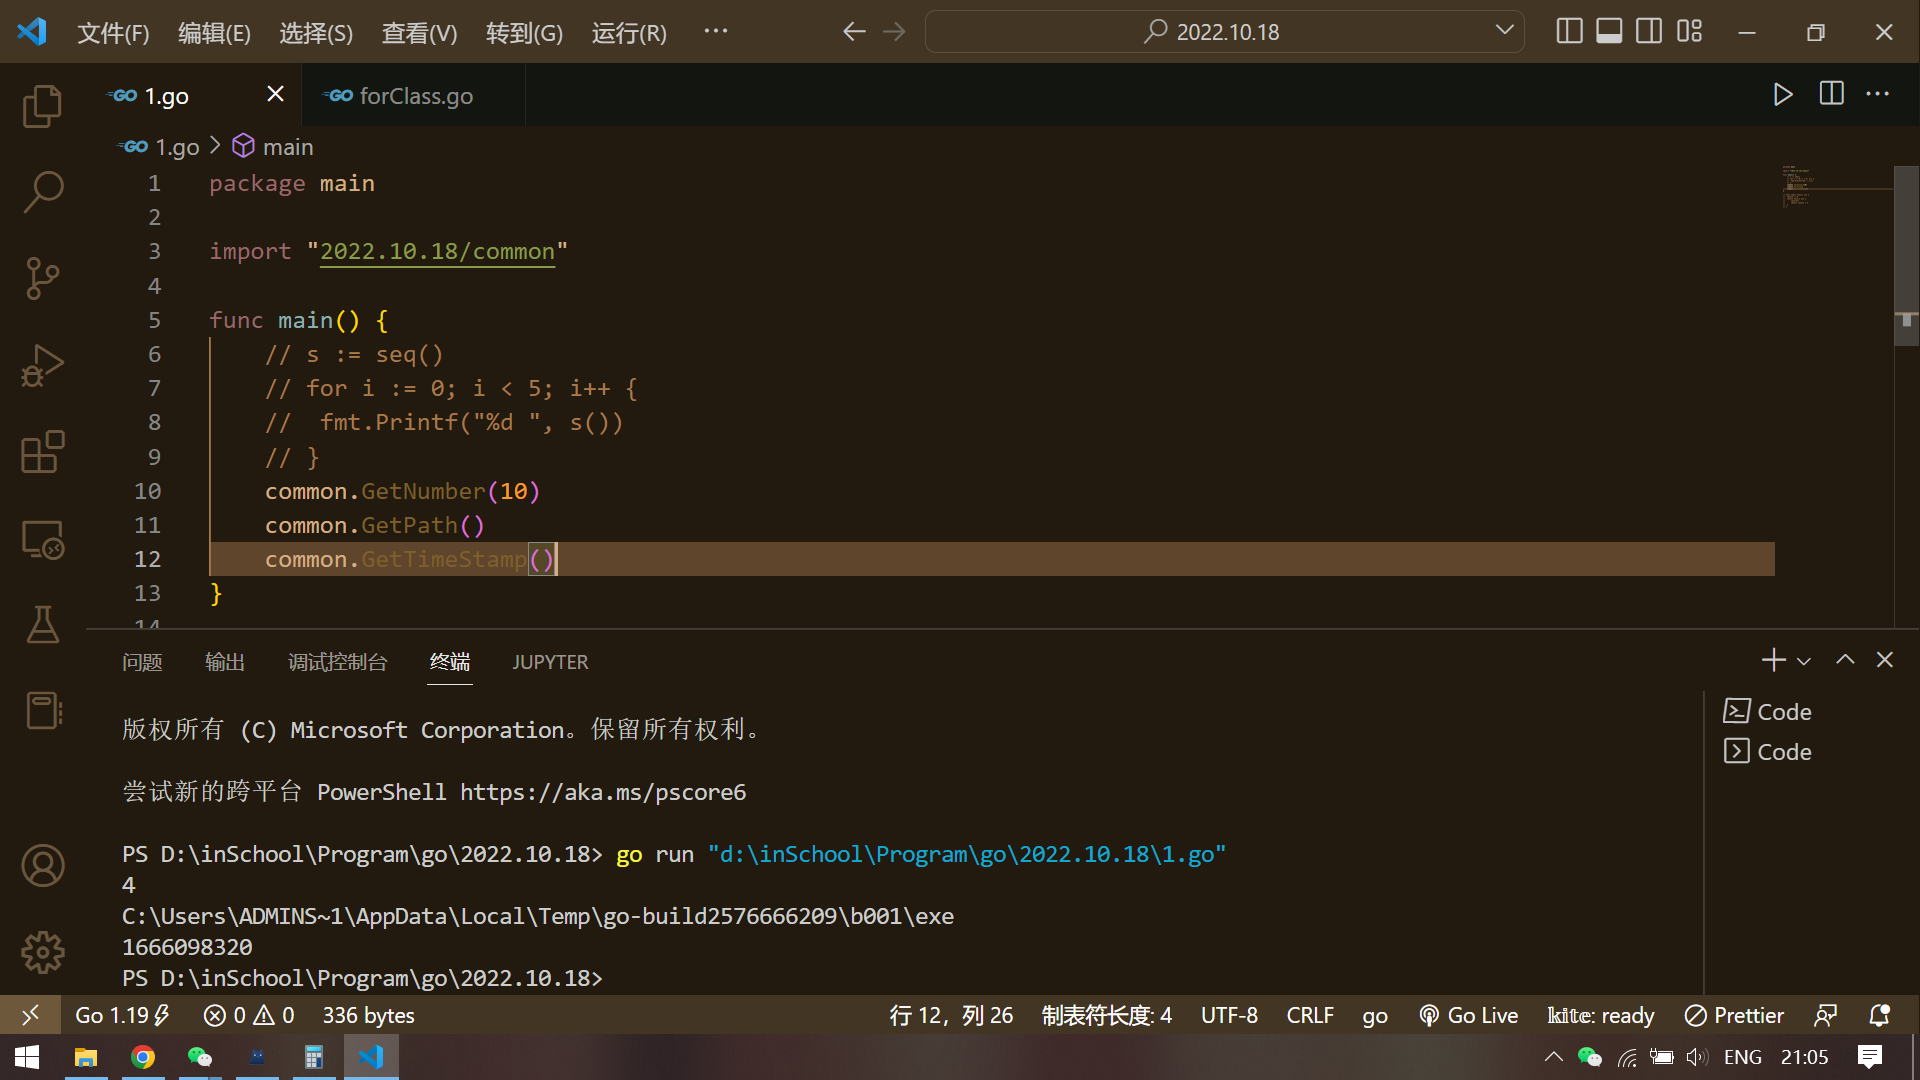 文件(F) 编辑(E) 选择(S) 查看(V) 转到(G) 运行(R) ··· 2022.10.18
1.go forClass.go
1.go > main
1 package main
2
3 import "2022.10.18/common"
4
5 func main() {
6 // s := seq()
7 // for i := 0; i < 5; i++ {
8 //  fmt.Printf("%d ", s())
9 // }
10 common.GetNumber(10)
11 common.GetPath()
12 common.GetTimeStamp()
13 }
14
问题 输出 调试控制台 终端 JUPYTER
版权所有 (C) Microsoft Corporation。保留所有权利。
尝试新的跨平台 PowerShell https://aka.ms/pscore6
PS D:\inSchool\Program\go\2022.10.18> go run "d:\inSchool\Program\go\2022.10.18\1.go"
4
C:\Users\ADMINS~1\AppData\Local\Temp\go-build2576666209\b001\exe
1666098320
PS D:\inSchool\Program\go\2022.10.18>
Code
Code
Go 1.19 0 0 336 bytes 行 12，列 26 制表符长度: 4 UTF-8 CRLF go Go Live kite: ready Prettier
ENG 21:05